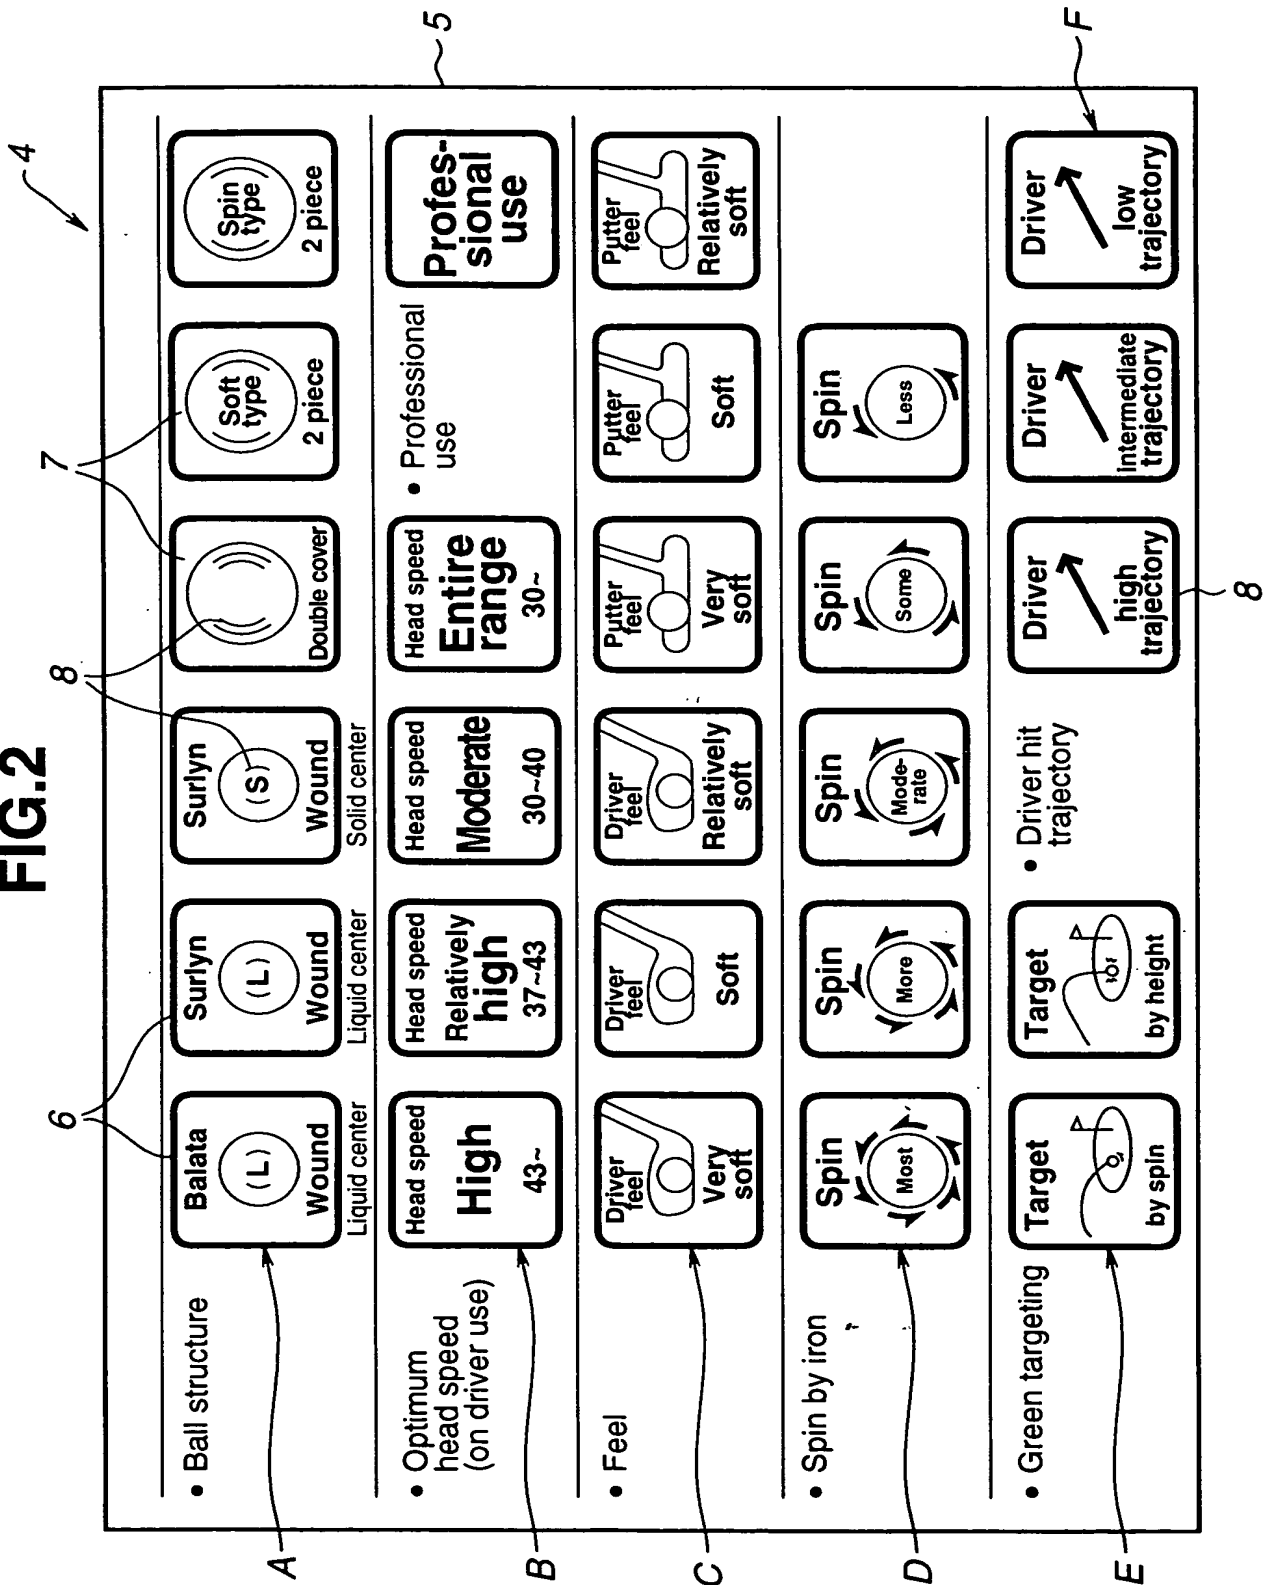 FIG.2
4
5
6
8
7
A
• Ball structure
Balata
(L)
Wound
Liquid center
Surlyn
(L)
Wound
Liquid center
Surlyn
(S)
Wound
Solid center
Double cover
Soft
type
2 piece
Spin
type
2 piece
B
• Optimum
head speed
(on driver use)
Head speed
High
43~
Head speed
Relatively
high
37~43
Head speed
Moderate
30~40
Head speed
Entire
range
30~
• Professional
use
Profes-
sional
use
C
• Feel
Driver
feel
Very
soft
Driver
feel
Soft
Driver
feel
Relatively
soft
Putter
feel
Very
soft
Putter
feel
Soft
Putter
feel
Relatively
soft
D
• Spin by iron
Spin
Most
Spin
More
Spin
Mode-
rate
Spin
Some
Spin
Less
E
• Green targeting
Target
by spin
Target
by height
• Driver hit
trajectory
Driver
high
trajectory
8
Driver
intermediate
trajectory
Driver
low
trajectory
F